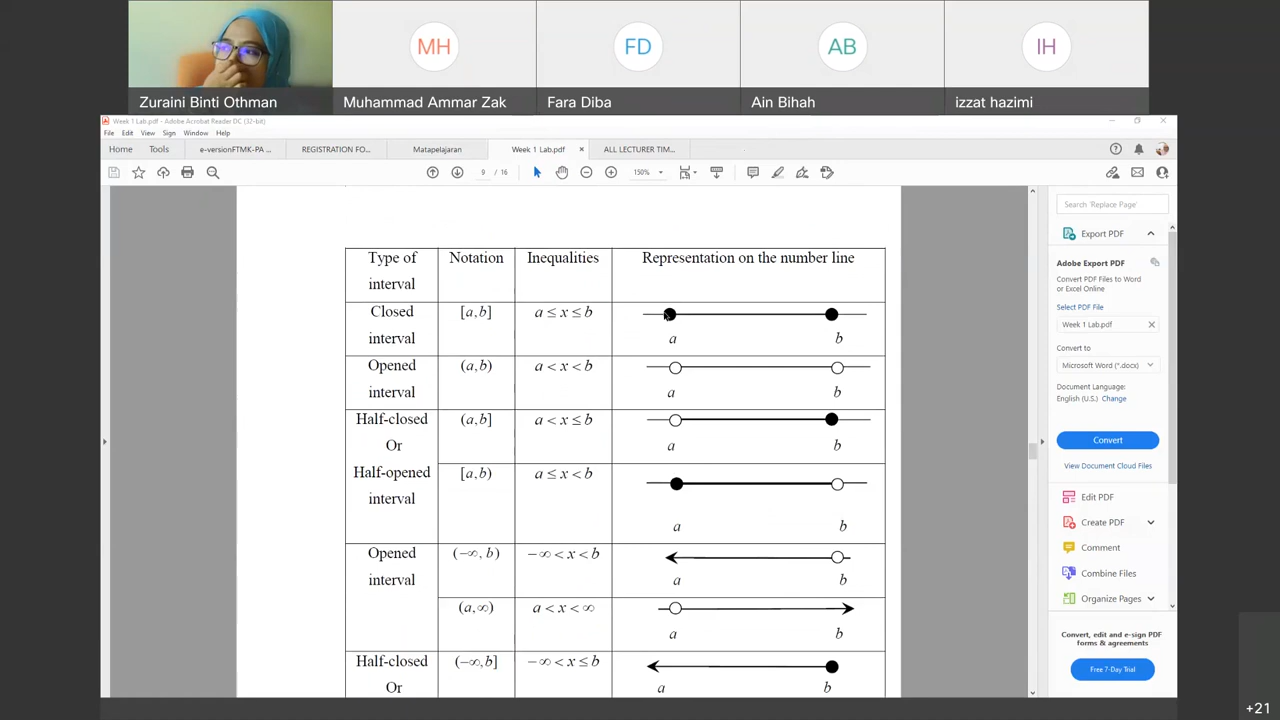 MH
FD
AB
IH
Zuraini Binti Othman
Muhammad Ammar Zak
Fara Diba
Ain Bihah
izzat hazimi
Week 1 Lab.pdf - Adobe Acrobat Reader DC (32-bit)
File Edit View Sign Window Help
Home Tools e-versionFTMK-PA ... REGISTRATION FO... Matapelajaran Week 1 Lab.pdf × ALL LECTURER TIM...
9 / 16 150%
Search 'Replace Page'
Export PDF
Adobe Export PDF
Convert PDF Files to Word
or Excel Online
Select PDF File
Week 1 Lab.pdf
Convert to
Microsoft Word (*.docx)
Document Language:
English (U.S.) Change
Convert
View Document Cloud Files
Edit PDF
Create PDF
Comment
Combine Files
Organize Pages
Convert, edit and e-sign PDF
forms & agreements
Free 7-Day Trial
Type of Notation Inequalities Representation on the number line
interval
Closed [a,b] a ≤ x ≤ b
interval a b
Opened (a,b) a < x < b
interval a b
Half-closed (a,b] a < x ≤ b
Or a b
Half-opened [a,b) a ≤ x < b
interval
a b
Opened (−∞, b) −∞ < x < b
interval a b
(a,∞) a < x < ∞
a b
Half-closed (−∞,b] −∞ < x ≤ b
Or a b
+21